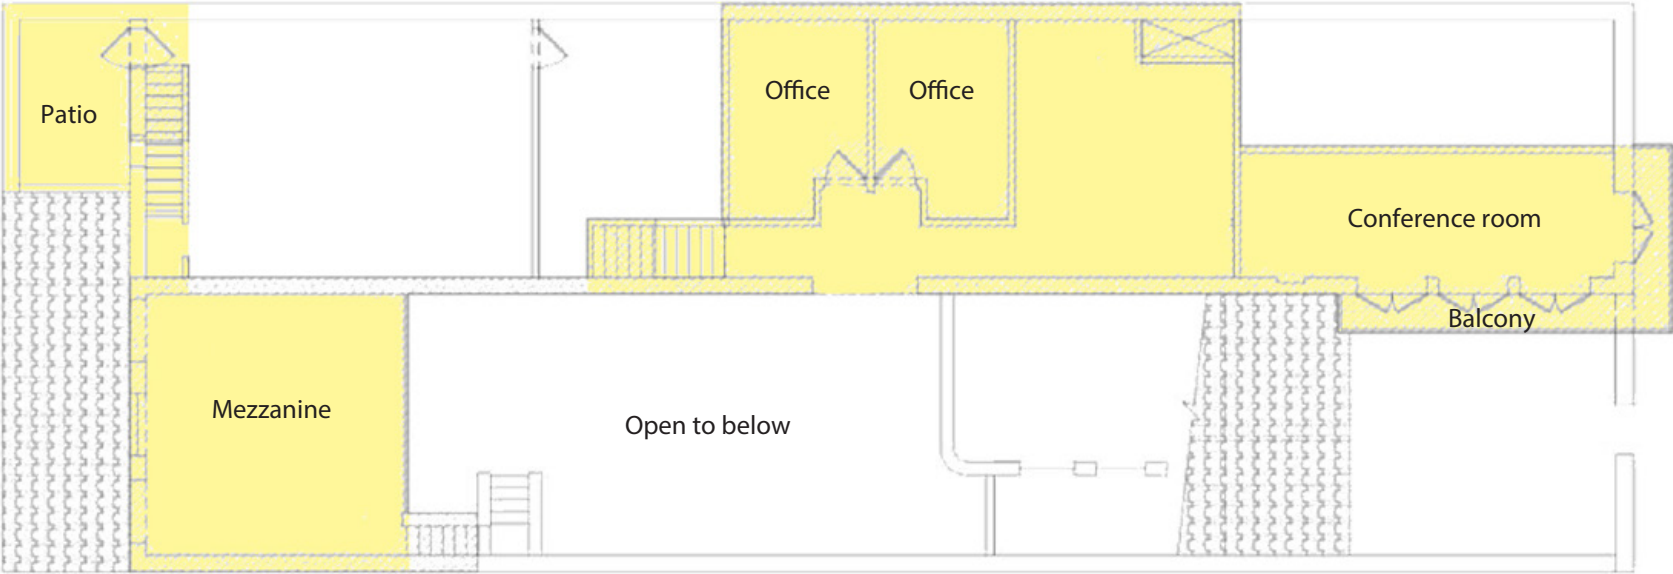 Patio
Office
Office
Conference room
Balcony
Mezzanine
Open to below